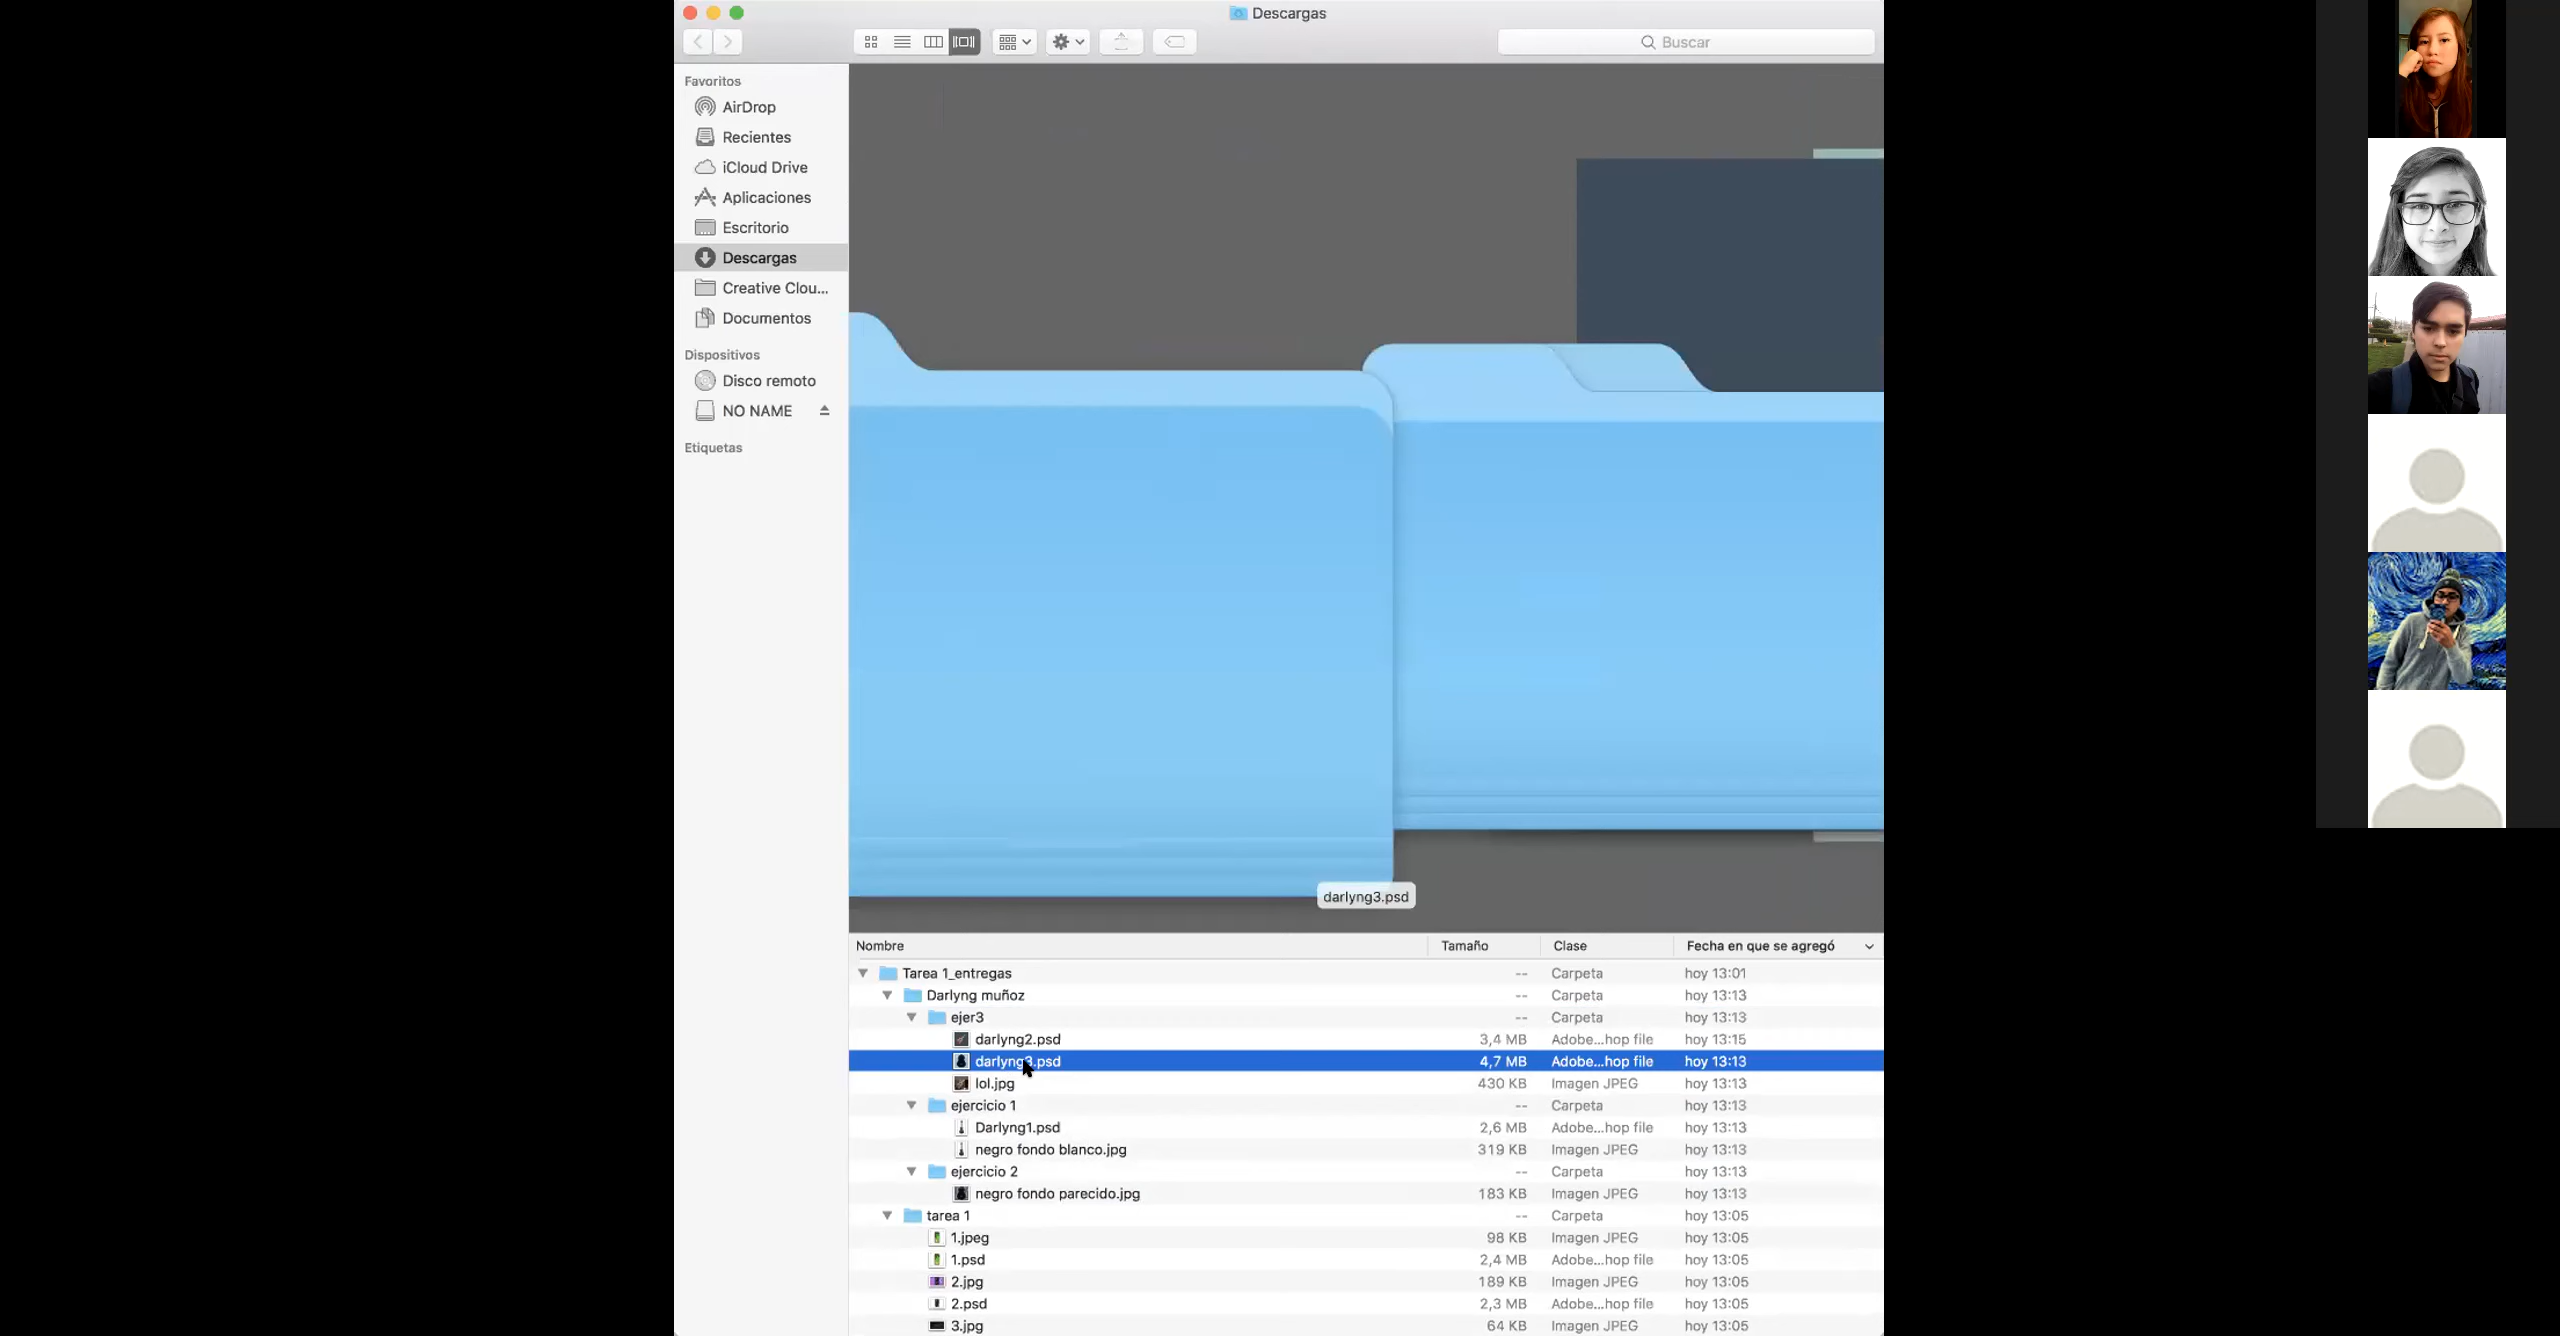 Descargas
Buscar
Favoritos
AirDrop
Recientes
iCloud Drive
Aplicaciones
Escritorio
Descargas
Creative Clou...
Documentos
Dispositivos
Disco remoto
NO NAME
Etiquetas
darlyng3.psd
Nombre Tamaño Clase Fecha en que se agregó
Tarea 1_entregas -- Carpeta hoy 13:01
Darlyng muñoz -- Carpeta hoy 13:13
ejer3 -- Carpeta hoy 13:13
darlyng2.psd 3,4 MB Adobe...hop file hoy 13:15
darlyng3.psd 4,7 MB Adobe...hop file hoy 13:13
lol.jpg 430 KB Imagen JPEG hoy 13:13
ejercicio 1 -- Carpeta hoy 13:13
Darlyng1.psd 2,6 MB Adobe...hop file hoy 13:13
negro fondo blanco.jpg 319 KB Imagen JPEG hoy 13:13
ejercicio 2 -- Carpeta hoy 13:13
negro fondo parecido.jpg 183 KB Imagen JPEG hoy 13:13
tarea 1 -- Carpeta hoy 13:05
1.jpeg 98 KB Imagen JPEG hoy 13:05
1.psd 2,4 MB Adobe...hop file hoy 13:05
2.jpg 189 KB Imagen JPEG hoy 13:05
2.psd 2,3 MB Adobe...hop file hoy 13:05
3.jpg 64 KB Imagen JPEG hoy 13:05